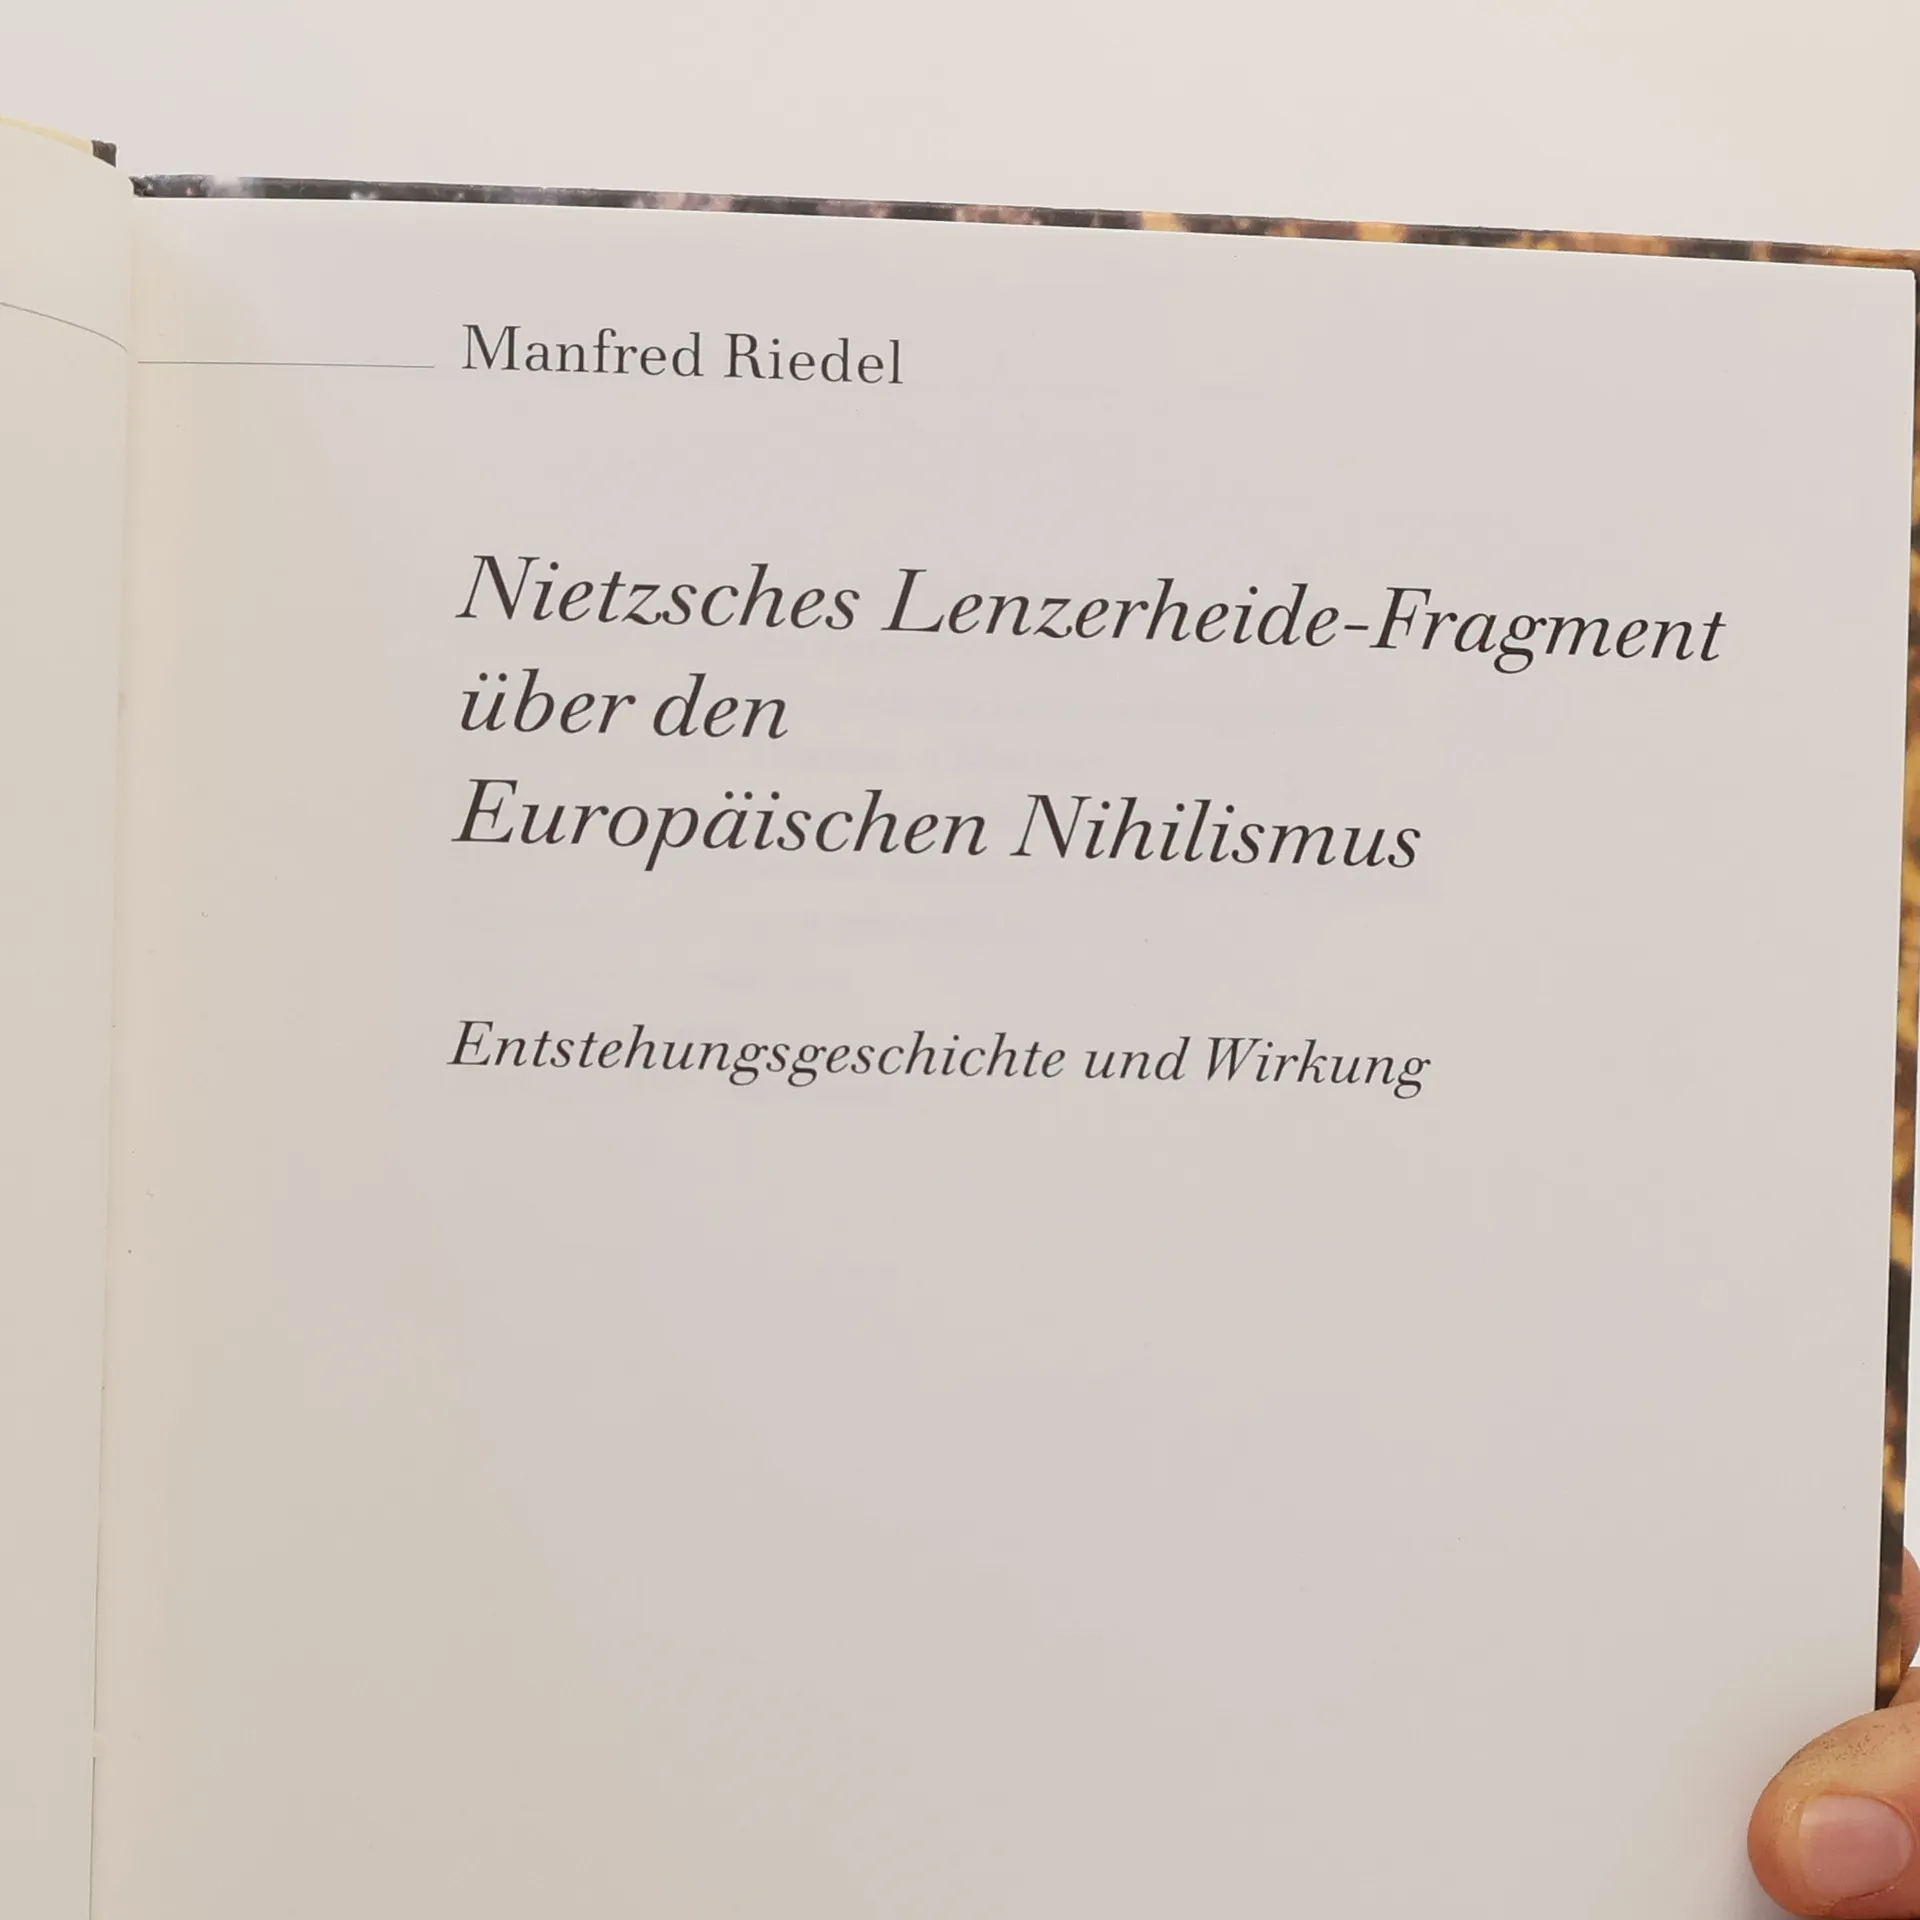 Manfred Riedel
Nietzsches Lenzerheide-Fragment
über den
Europäischen Nihilismus
Entstehungsgeschichte und Wirkung